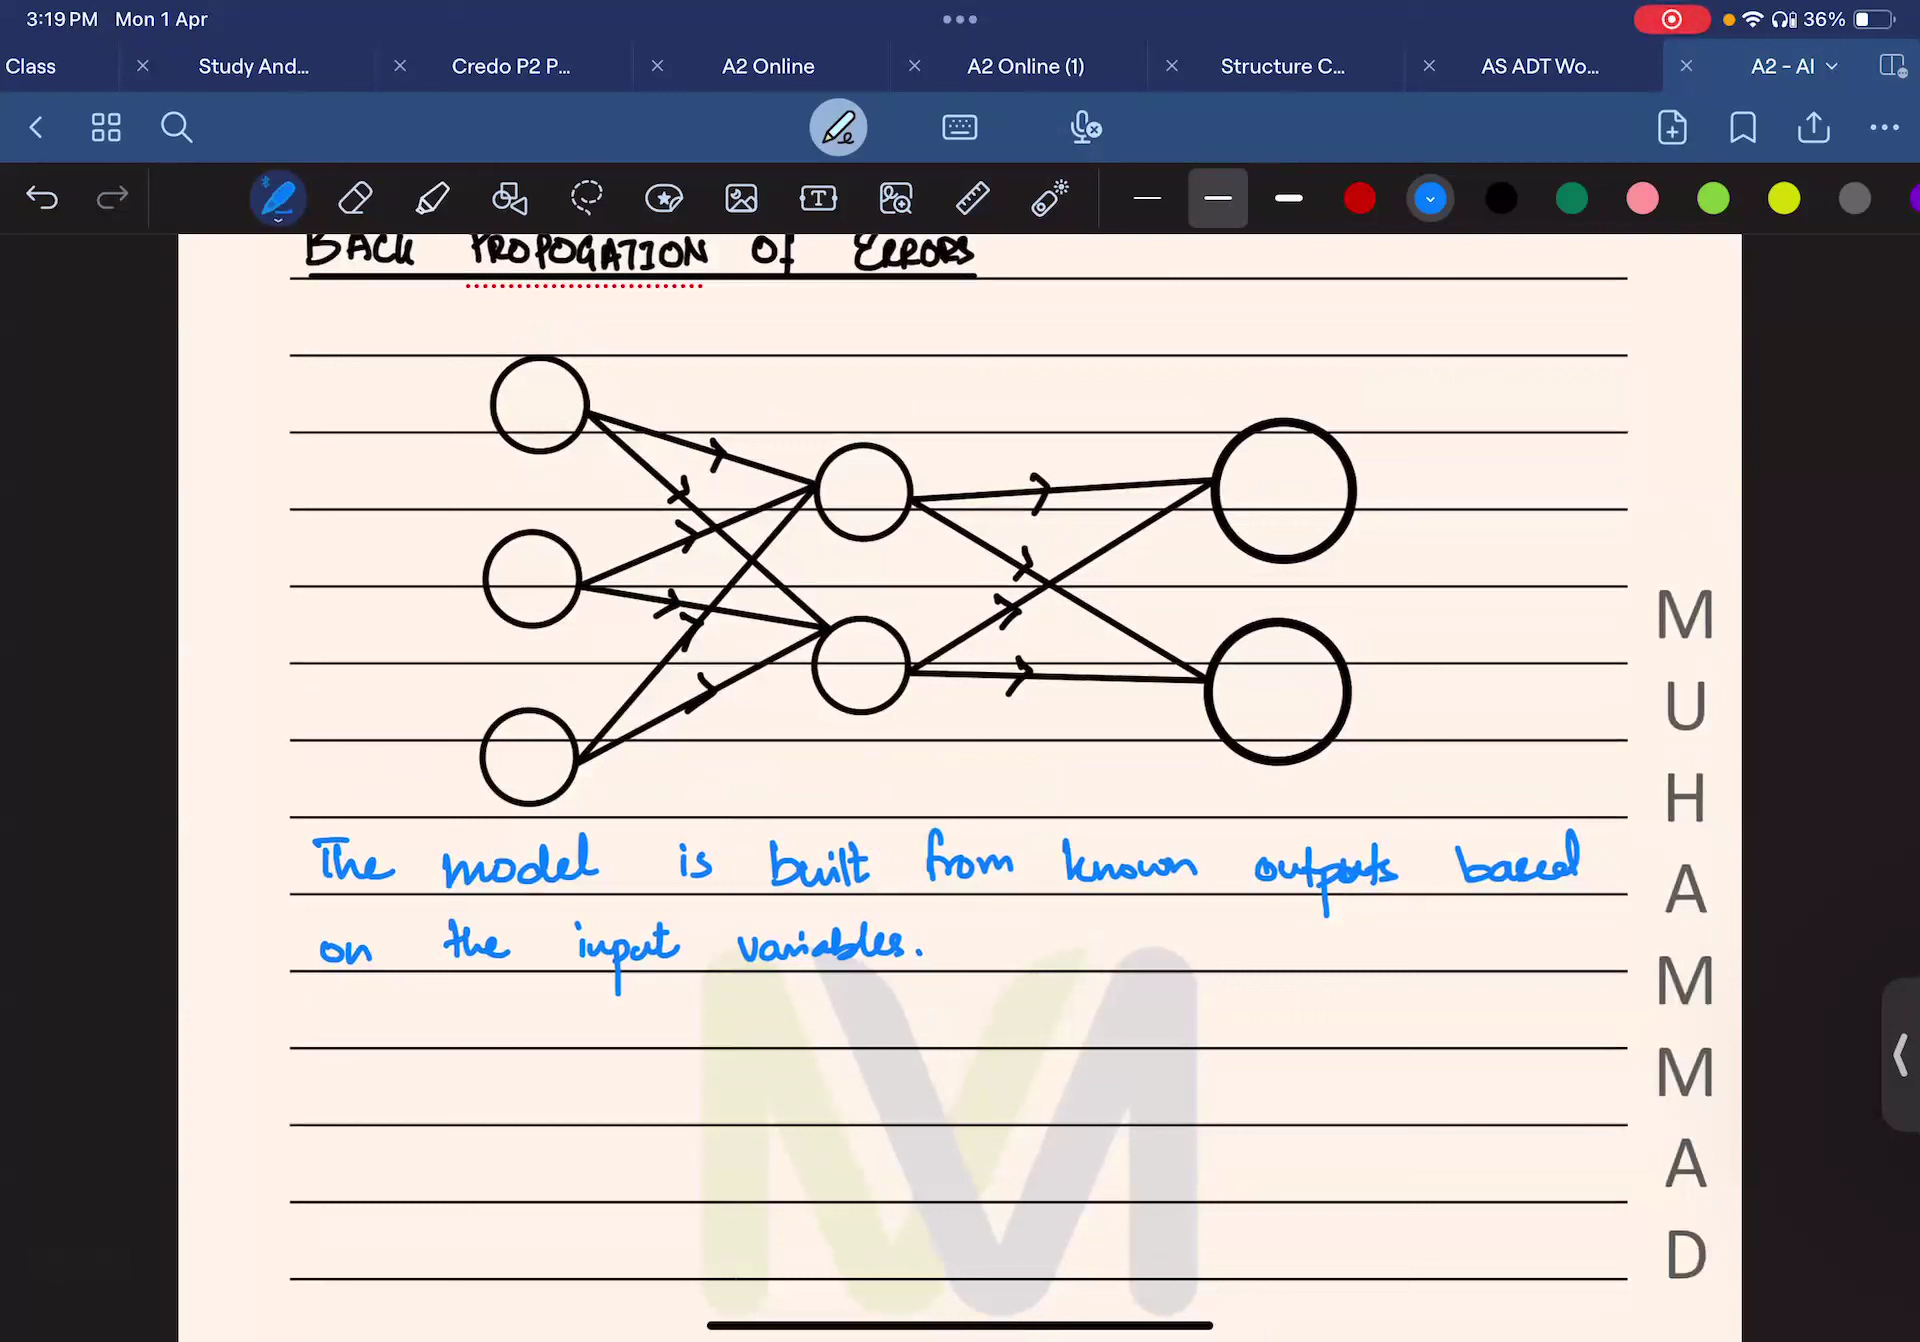 3:19 PM Mon 1 Apr
36%
Class
Study And...
Credo P2 P...
A2 Online
A2 Online (1)
Structure C...
AS ADT Wo...
A2 - AI
BACK PROPOGATION OF ERRORS
The model is built from known outputs based
on the input variables.
M
U
H
A
M
M
A
D